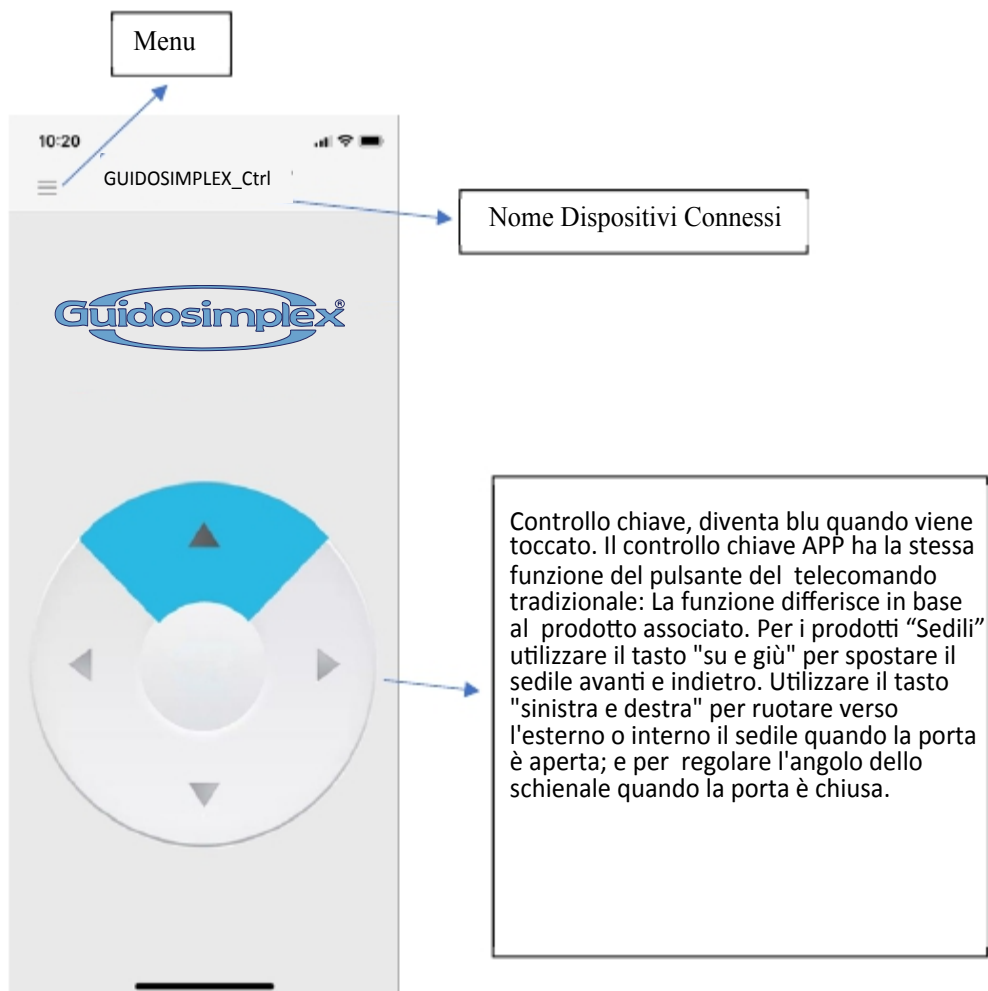 Menu
10:20
GUIDOSIMPLEX_Ctrl
Nome Dispositivi Connessi
Guidosimplex®
Controllo chiave, diventa blu quando viene
toccato. Il controllo chiave APP ha la stessa
funzione del pulsante del telecomando
tradizionale: La funzione differisce in base
al prodotto associato. Per i prodotti “Sedili”
utilizzare il tasto "su e giù" per spostare il
sedile avanti e indietro. Utilizzare il tasto
"sinistra e destra" per ruotare verso
l'esterno o interno il sedile quando la porta
è aperta; e per regolare l'angolo dello
schienale quando la porta è chiusa.